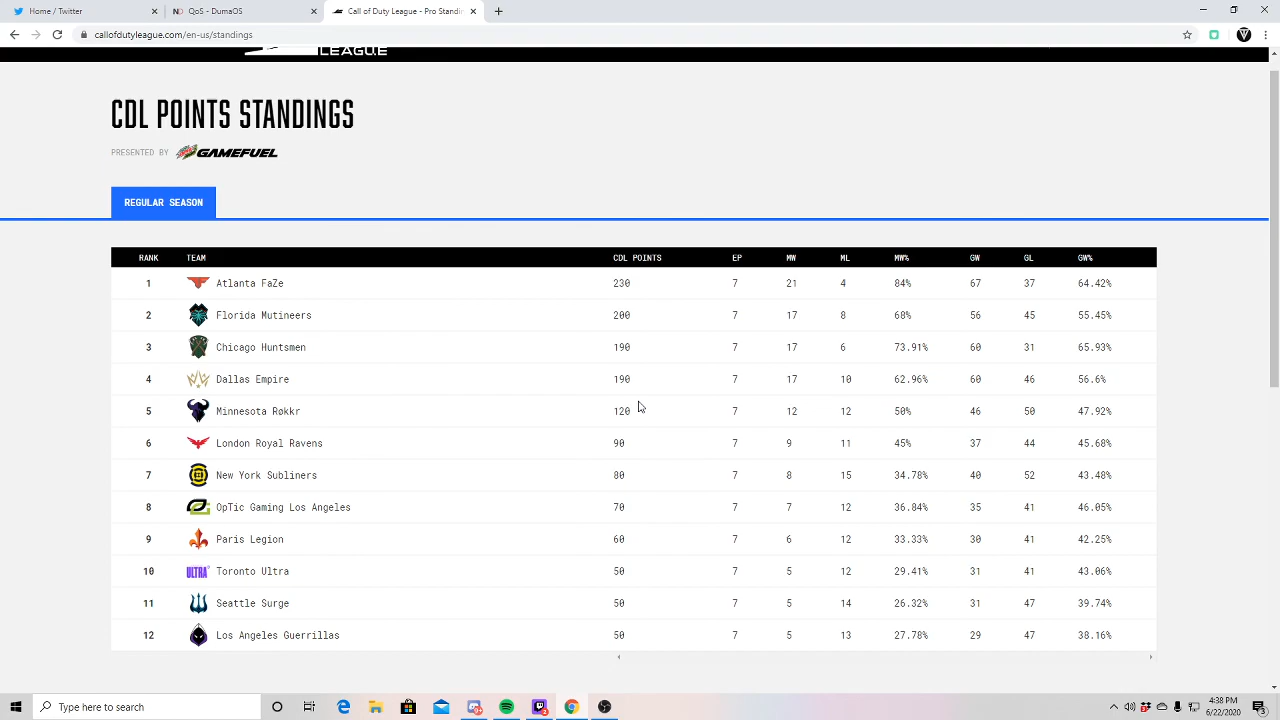 Home / Twitter
QoS - DumaOS
Call of Duty League - Pro Standin
callofdutyleague.com/en-us/standings
LEAGUE
CDL POINTS STANDINGS
PRESENTED BY GAMEFUEL
REGULAR SEASON
RANK TEAM CDL POINTS EP MW ML MW% GW GL GW%
1 Atlanta FaZe 230 7 21 4 84% 67 37 64.42%
2 Florida Mutineers 200 7 17 8 68% 56 45 55.45%
3 Chicago Huntsmen 190 7 17 6 73.91% 60 31 65.93%
4 Dallas Empire 190 7 17 10 62.96% 60 46 56.6%
5 Minnesota Røkkr 120 7 12 12 50% 46 50 47.92%
6 London Royal Ravens 90 7 9 11 45% 37 44 45.68%
7 New York Subliners 80 7 8 15 34.78% 40 52 43.48%
8 OpTic Gaming Los Angeles 70 7 7 12 36.84% 35 41 46.05%
9 Paris Legion 60 7 6 12 33.33% 30 41 42.25%
10 ULTRA Toronto Ultra 50 7 5 12 29.41% 31 41 43.06%
11 Seattle Surge 50 7 5 14 26.32% 31 47 39.74%
12 Los Angeles Guerrillas 50 7 5 13 27.78% 29 47 38.16%
Type here to search
4:38 PM
6/22/2020